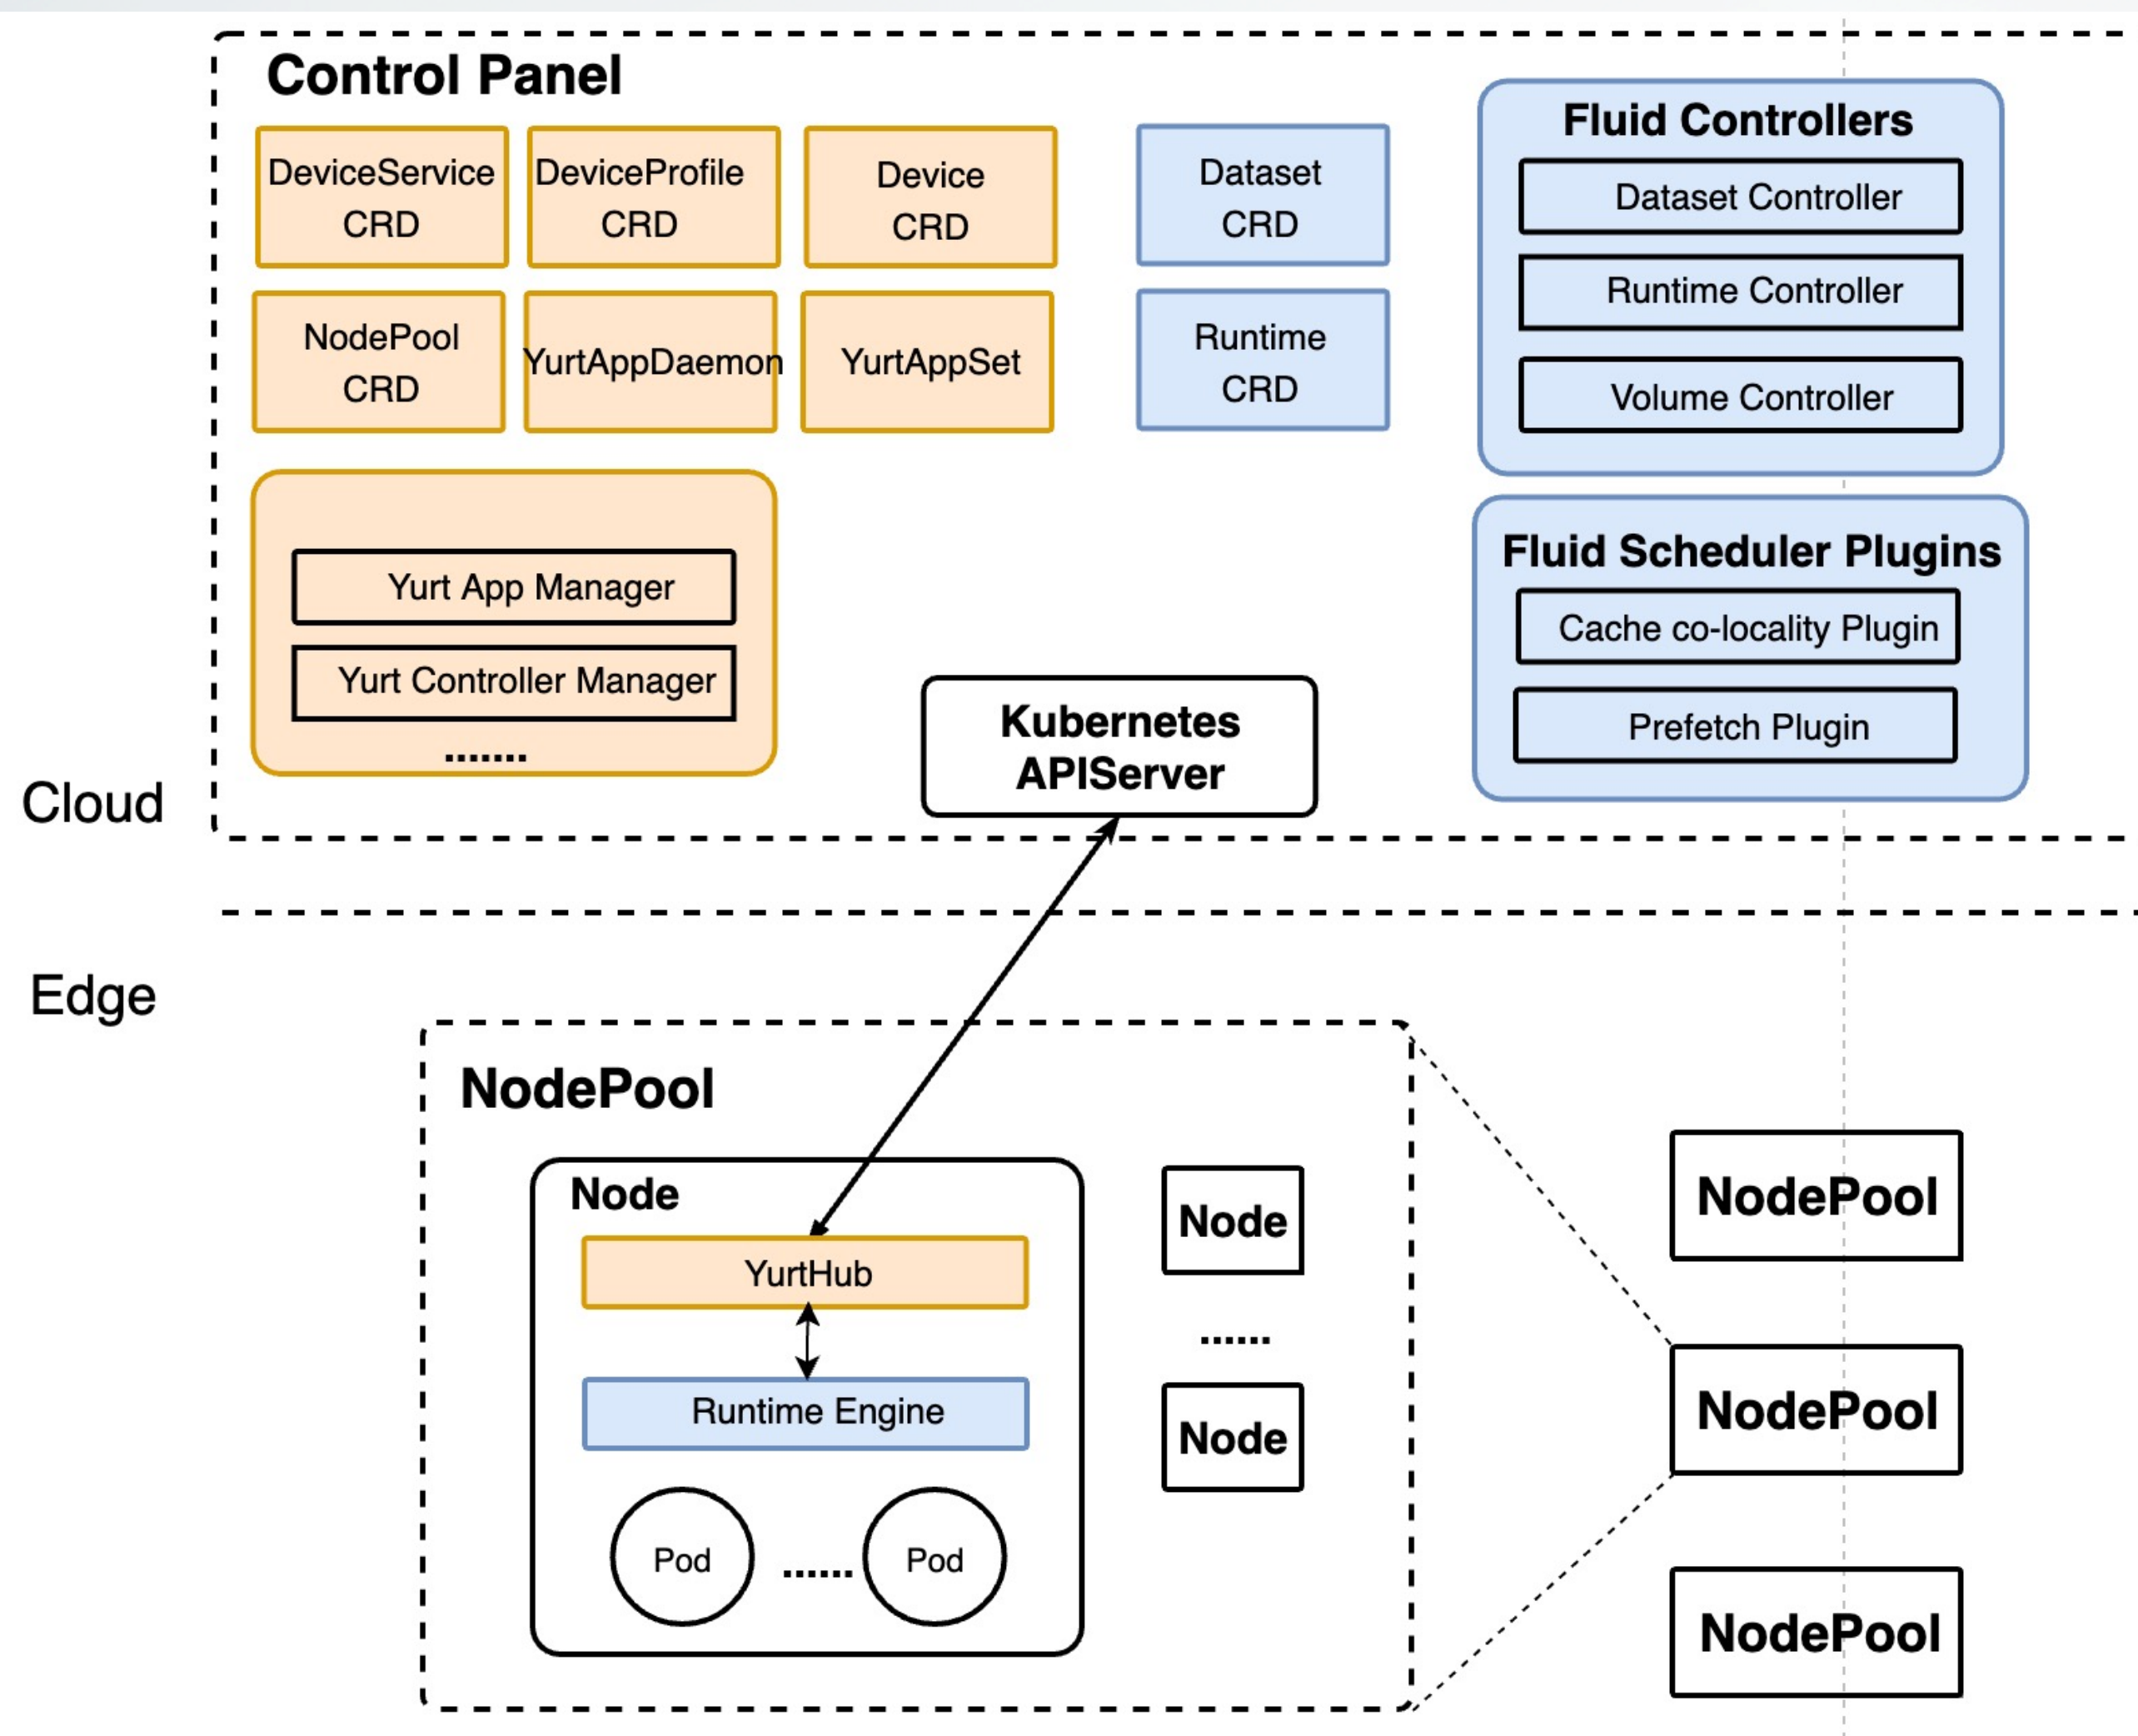 Control Panel
DeviceService
CRD
DeviceProfile
CRD
Device
CRD
Dataset
CRD
NodePool
CRD
YurtAppDaemon
YurtAppSet
Runtime
CRD
Fluid Controllers
Dataset Controller
Runtime Controller
Volume Controller
Yurt App Manager
Yurt Controller Manager
.......
Kubernetes
APIServer
Fluid Scheduler Plugins
Cache co-locality Plugin
Prefetch Plugin
Cloud
Edge
NodePool
Node
YurtHub
Runtime Engine
Pod
......
Pod
Node
......
Node
NodePool
NodePool
NodePool